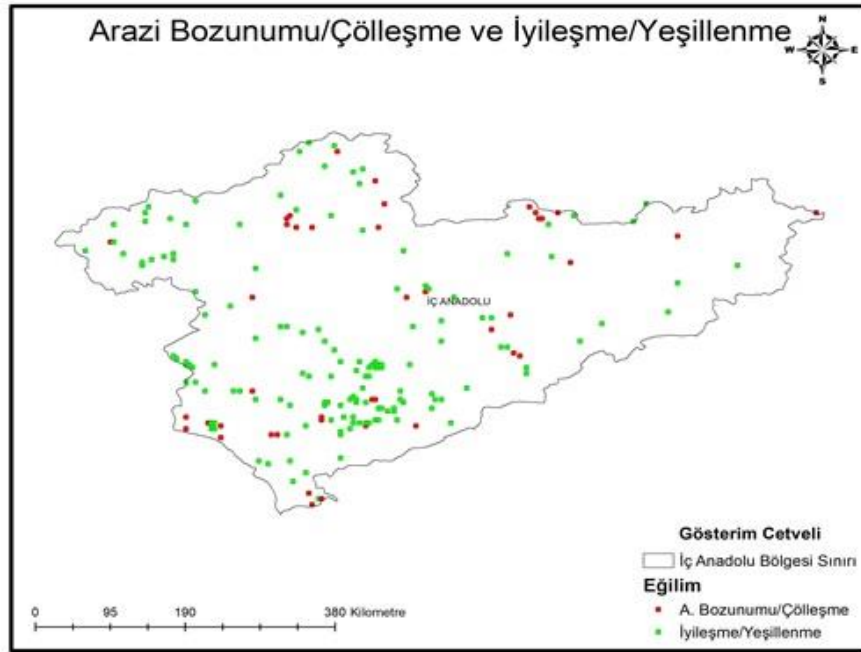 Arazi Bozunumu/Çölleşme ve İyileşme/Yeşillenme
N
W E
S
İÇ ANADOLU
Gösterim Cetveli
İç Anadolu Bölgesi Sınırı
Eğilim
A. Bozunumu/Çölleşme
İyileşme/Yeşillenme
0 95 190 380 Kilometre